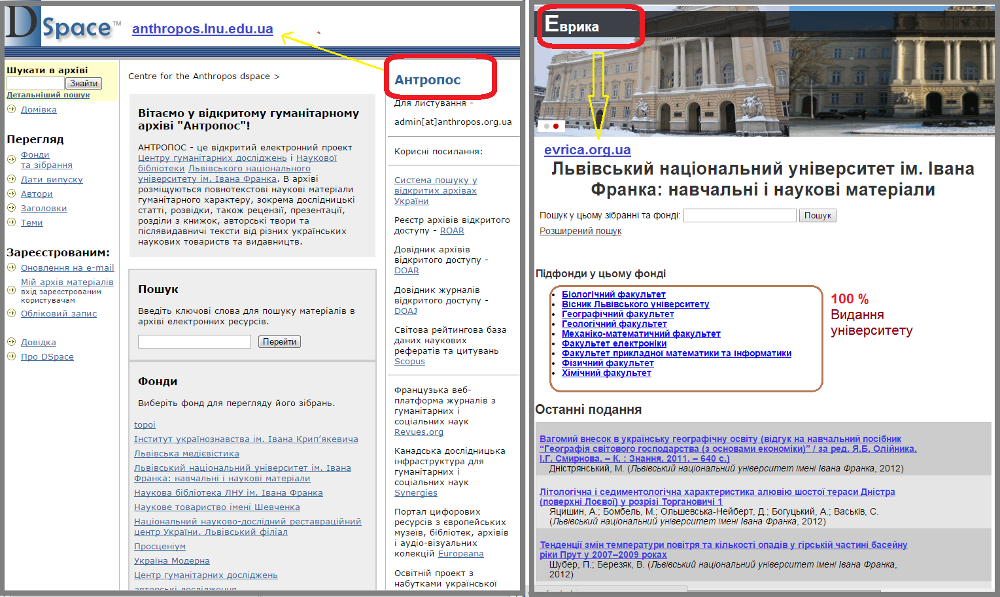 DSpace™
anthropos.lnu.edu.ua
Шукати в архіві
Знайти
Детальніший пошук
Домівка
Перегляд
Фонди
та зібрання
Дати випуску
Автори
Заголовки
Теми
Зареєстрованим:
Оновлення на e-mail
Мій архів матеріалів
вхід зареєстрованим
користувачам
Обліковий запис
Довідка
Про DSpace
Centre for the Anthropos dspace >
Вітаємо у відкритому гуманітарному
архіві "Антропос"!
АНТРОПОС - це відкритий електронний проект
Центру гуманітарних досліджень і Наукової
бібліотеки Львівського національного
університету ім. Івана Франка. В архіві
розміщуються повнотекстові наукові матеріали
гуманітарного характеру, зокрема дослідницькі
статті, розвідки, також рецензії, презентації,
розділи з книжок, авторські твори та
післявидавничі тексти від різних українських
наукових товариств та видавництв.
Пошук
Введіть ключові слова для пошуку матеріалів в
архіві електронних ресурсів.
Перейти
Фонди
Виберіть фонд для перегляду його зібрань.
topoi
Інститут українознавства ім. Івана Крип’якевича
Львівська медієвістика
Львівський національний університет ім. Івана
Франка: навчальні і наукові матеріали
Наукова бібліотека ЛНУ ім. Івана Франка
Наукове товариство імені Шевченка
Національний науково-дослідний реставраційний
центр України. Львівський філіал
Просценіум
Україна Модерна
Центр гуманітарних досліджень
авторські дослідження
Антропос
Для листування -
admin[at]anthropos.org.ua
Корисні посилання:
Система пошуку у
відкритих архівах
України
Реєстр архівів відкритого
доступу - ROAR
Довідник архівів
відкритого доступу -
DOAR
Довідник журналів
відкритого доступу -
DOAJ
Світова рейтингова база
даних наукових
рефератів та цитувань
Scopus
Французька веб-
платформа журналів з
гуманітарних і
соціальних наук
Revues.org
Канадська дослідницька
інфраструктура для
гуманітарних і
соціальних наук
Synergies
Портал цифорових
ресурсів з європейських
музеїв, бібліотек, архівів
і аудіо-візуальних
колекцій Europeana
Освітній проект з
набутками української
Еврика
evrica.org.ua
Львівський національний університет ім. Івана
Франка: навчальні і наукові матеріали
Пошук у цьому зібранні та фонді:
Пошук
Розширений пошук
Підфонди у цьому фонді
Біологічний факультет
Вісник Львівського університету
Географічний факультет
Геологічний факультет
Механіко-математичний факультет
Факультет електроніки
Факультет прикладної математики та інформатики
Фізичний факультет
Хімічний факультет
100 %
Видання
університету
Останні подання
Вагомий внесок в українську географічну освіту (відгук на навчальний посібник
“Географія світового господарства (з основами економіки)” / за ред. Я.Б. Олійника,
І.Г. Смирнова. – К. : Знання, 2011. – 640 с.)
Дністрянський, М. (Львівський національний університет імені Івана Франка, 2012)
Літологічна і седиментологічна характеристика алювію шостої тераси Дністра
(поверхні Лоєвої) у розрізі Торгановичі 1
Яцишин, А.; Бомбель, М.; Ольшевська-Нейберт, Д.; Богуцький, А.; Васьків, С.
(Львівський національний університет імені Івана Франка, 2012)
Тенденції змін температури повітря та кількості опадів у гірській частині басейну
ріки Прут у 2007–2009 роках
Шубер, П.; Березяк, В. (Львівський національний університет імені Івана Франка,
2012)